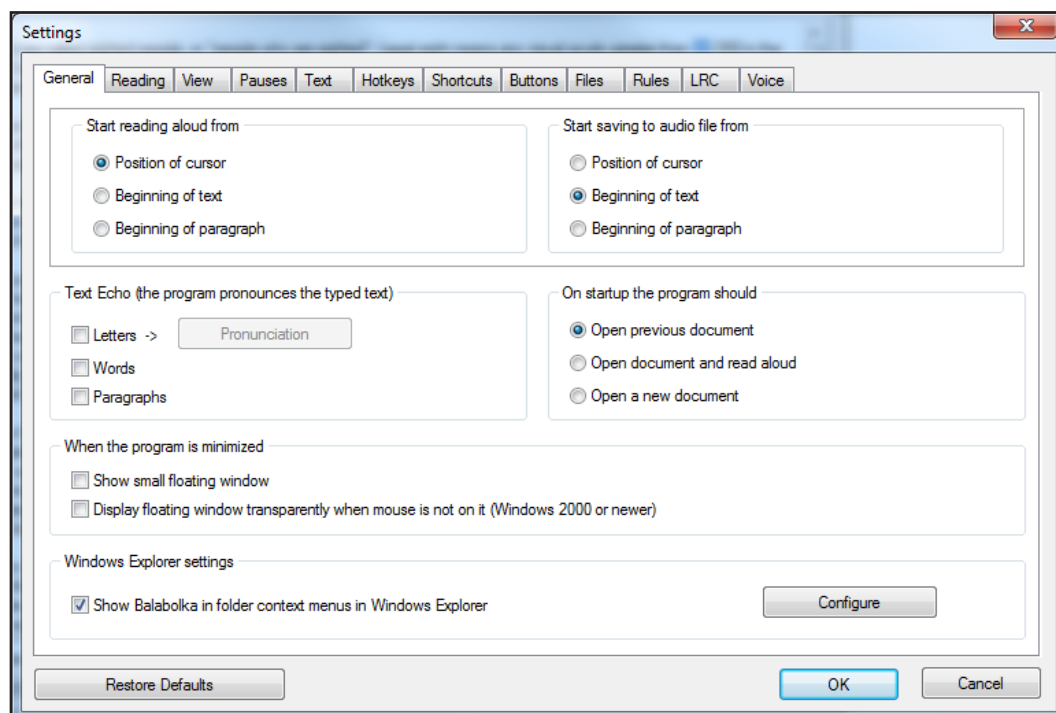 Settings
General Reading View Pauses Text Hotkeys Shortcuts Buttons Files Rules LRC Voice
Start reading aloud from
Position of cursor
Beginning of text
Beginning of paragraph
Start saving to audio file from
Position of cursor
Beginning of text
Beginning of paragraph
Text Echo (the program pronounces the typed text)
Letters -> Pronunciation
Words
Paragraphs
On startup the program should
Open previous document
Open document and read aloud
Open a new document
When the program is minimized
Show small floating window
Display floating window transparently when mouse is not on it (Windows 2000 or newer)
Windows Explorer settings
Show Balabolka in folder context menus in Windows Explorer
Configure
Restore Defaults
OK
Cancel